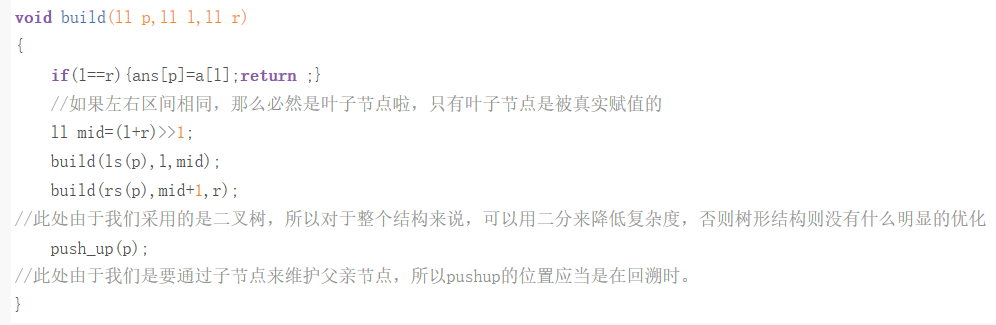 void build(ll p,ll l,ll r)
{
if(l==r){ans[p]=a[l];return ;}
//如果左右区间相同，那么必然是叶子节点啦，只有叶子节点是被真实赋值的
ll mid=(l+r)>>1;
build(ls(p),l,mid);
build(rs(p),mid+1,r);
//此处由于我们采用的是二叉树，所以对于整个结构来说，可以用二分来降低复杂度，否则树形结构则没有什么明显的优化
push_up(p);
//此处由于我们是要通过子节点来维护父亲节点，所以pushup的位置应当是在回溯时。
}